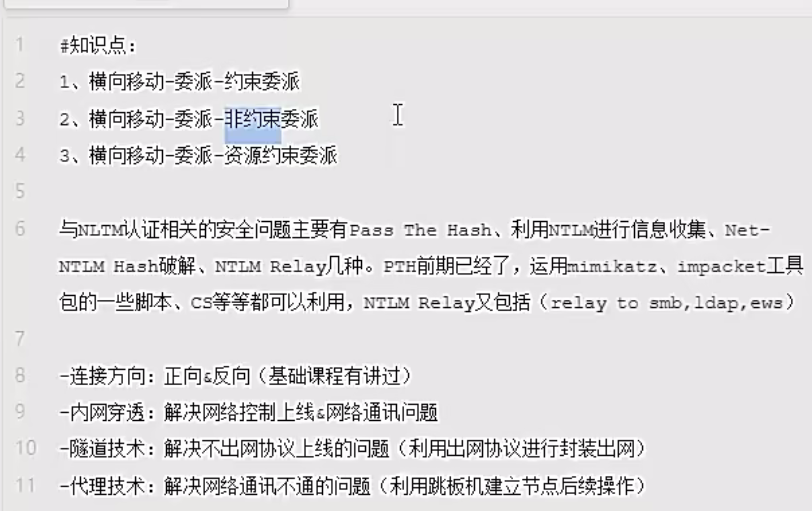 1 #知识点：
2 1、横向移动-委派-约束委派
3 2、横向移动-委派-非约束委派
4 3、横向移动-委派-资源约束委派
5
6 与NLTM认证相关的安全问题主要有Pass The Hash、利用NTLM进行信息收集、Net-
NTLM Hash破解、NTLM Relay几种。PTH前期已经了，运用mimikatz、impacket工具
包的一些脚本、CS等等都可以利用，NTLM Relay又包括（relay to smb,ldap,ews）
7
8 -连接方向：正向&反向（基础课程有讲过）
9 -内网穿透：解决网络控制上线&网络通讯问题
10 -隧道技术：解决不出网协议上线的问题（利用出网协议进行封装出网）
11 -代理技术：解决网络通讯不通的问题（利用跳板机建立节点后续操作）